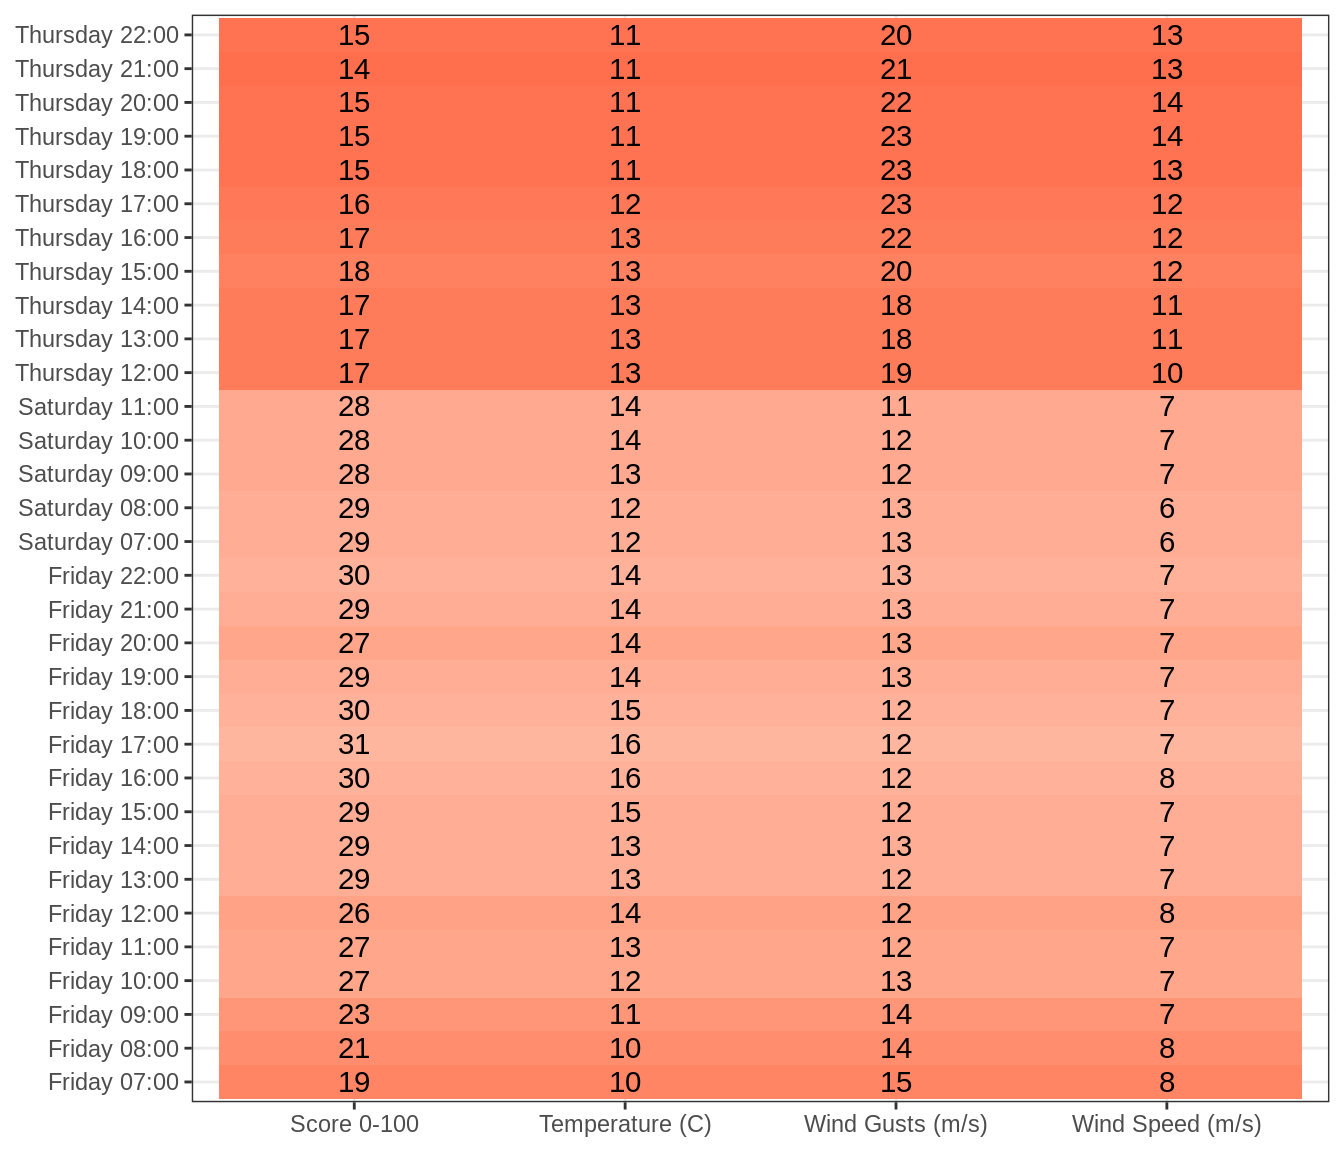 Thursday 22:00 15 11 20 13
Thursday 21:00 14 11 21 13
Thursday 20:00 15 11 22 14
Thursday 19:00 15 11 23 14
Thursday 18:00 15 11 23 13
Thursday 17:00 16 12 23 12
Thursday 16:00 17 13 22 12
Thursday 15:00 18 13 20 12
Thursday 14:00 17 13 18 11
Thursday 13:00 17 13 18 11
Thursday 12:00 17 13 19 10
Saturday 11:00 28 14 11 7
Saturday 10:00 28 14 12 7
Saturday 09:00 28 13 12 7
Saturday 08:00 29 12 13 6
Saturday 07:00 29 12 13 6
Friday 22:00 30 14 13 7
Friday 21:00 29 14 13 7
Friday 20:00 27 14 13 7
Friday 19:00 29 14 13 7
Friday 18:00 30 15 12 7
Friday 17:00 31 16 12 7
Friday 16:00 30 16 12 8
Friday 15:00 29 15 12 7
Friday 14:00 29 13 13 7
Friday 13:00 29 13 12 7
Friday 12:00 26 14 12 8
Friday 11:00 27 13 12 7
Friday 10:00 27 12 13 7
Friday 09:00 23 11 14 7
Friday 08:00 21 10 14 8
Friday 07:00 19 10 15 8
Score 0-100 Temperature (C) Wind Gusts (m/s) Wind Speed (m/s)